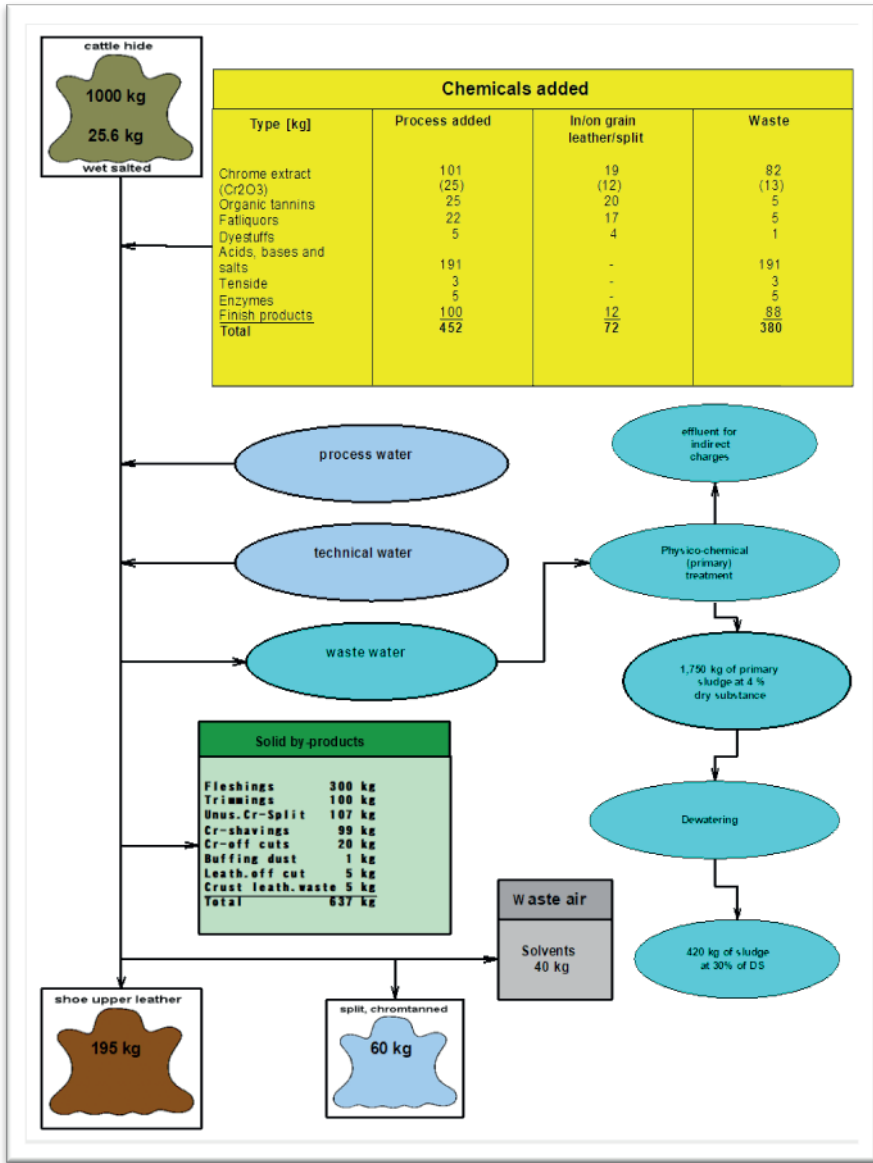 cattle hide
1000 kg
25.6 kg
wet salted
Chemicals added
Type [kg] Process added In/on grain leather/split Waste
Chrome extract 101 19 82
(Cr2O3) (25) (12) (13)
Organic tannins 25 20 5
Fatliquors 22 17 5
Dyestuffs 5 4 1
Acids, bases and
salts 191 - 191
Tenside 3 - 3
Enzymes 5 - 5
Finish products 100 12 88
Total 452 72 380
process water
technical water
waste water
effluent for
indirect
charges
Physico-chemical
(primary)
treatment
1,750 kg of primary
sludge at 4 %
dry substance
Dewatering
420 kg of sludge
at 30% of DS
Solid by-products
Fleshings 300 kg
Trimmings 100 kg
Unus.Cr-Split 107 kg
Cr-shavings 99 kg
Cr-off cuts 20 kg
Buffing dust 1 kg
Leath.off cut 5 kg
Crust leath.waste 5 kg
Total 637 kg
Waste air
Solvents
40 kg
shoe upper leather
195 kg
split, chromtanned
60 kg